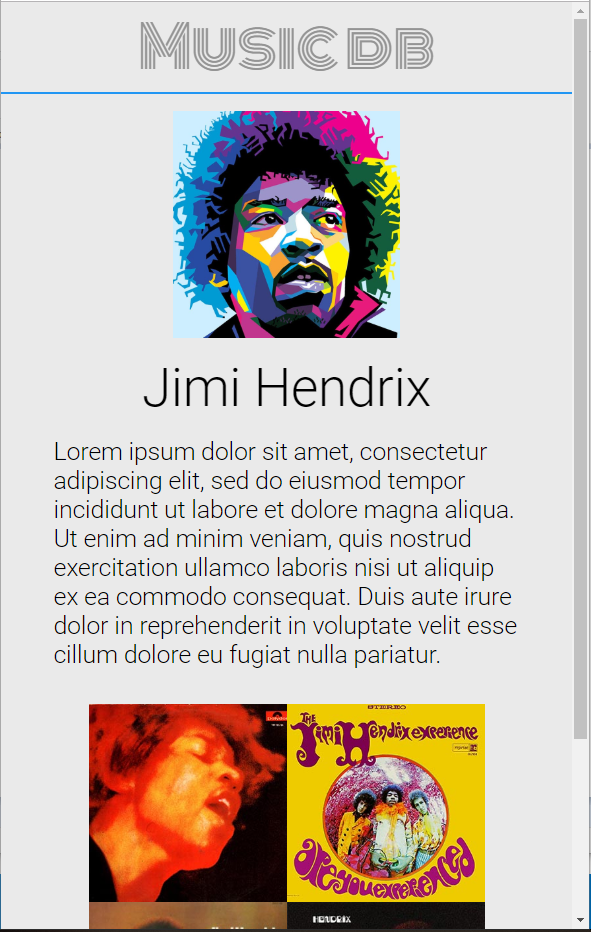 Music db
Jimi Hendrix
Lorem ipsum dolor sit amet, consectetur
adipiscing elit, sed do eiusmod tempor
incididunt ut labore et dolore magna aliqua.
Ut enim ad minim veniam, quis nostrud
exercitation ullamco laboris nisi ut aliquip
ex ea commodo consequat. Duis aute irure
dolor in reprehenderit in voluptate velit esse
cillum dolore eu fugiat nulla pariatur.
STEREO
THE
Jimi Hendrix experience
are you experienced
HENDRIX